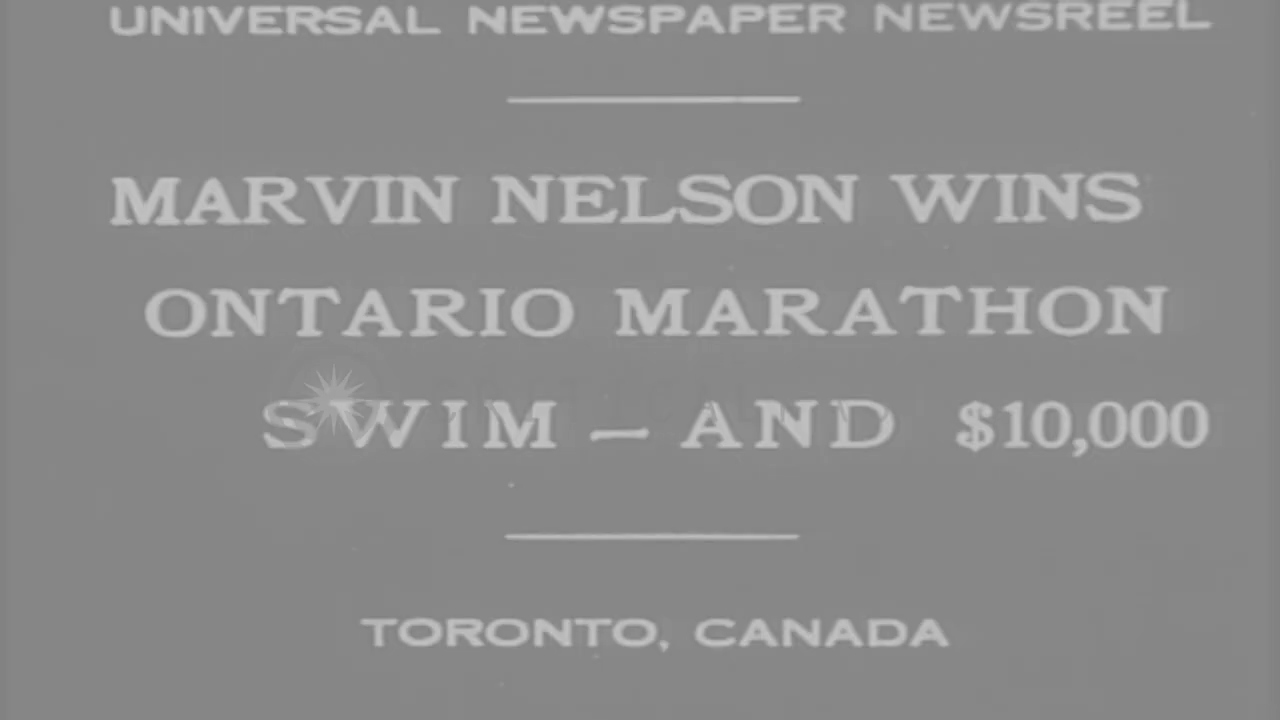 UNIVERSAL NEWSPAPER NEWSREEL
MARVIN NELSON WINS
ONTARIO MARATHON
SWIM — AND $10,000
TORONTO, CANADA